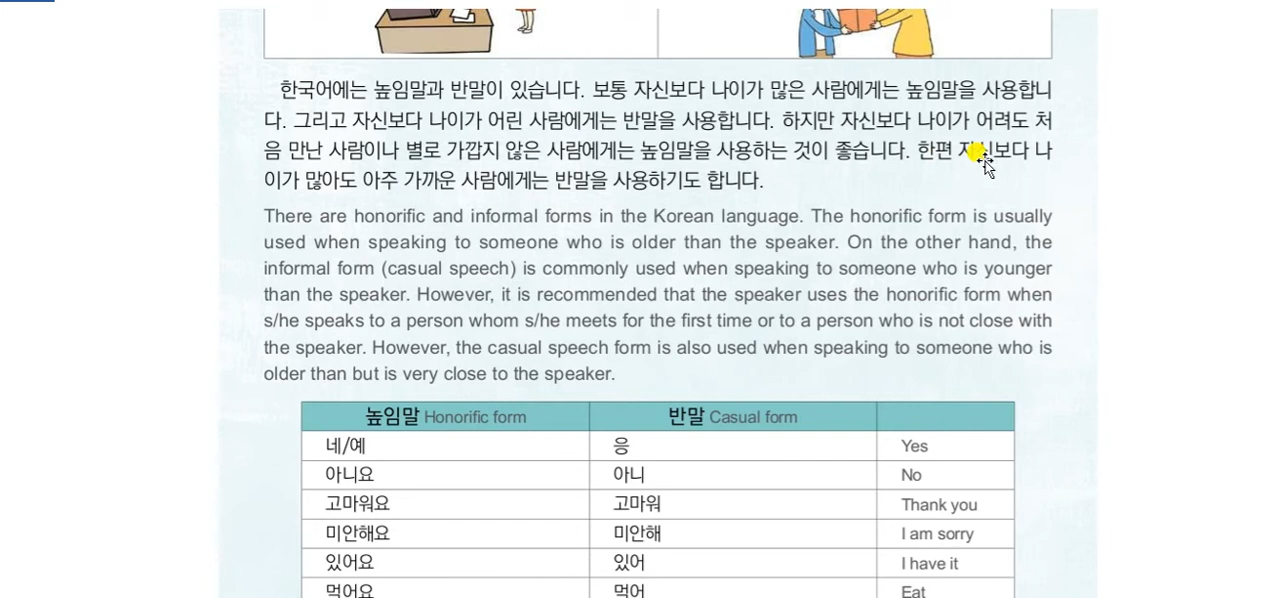 한국어에는 높임말과 반말이 있습니다. 보통 자신보다 나이가 많은 사람에게는 높임말을 사용합니
다. 그리고 자신보다 나이가 어린 사람에게는 반말을 사용합니다. 하지만 자신보다 나이가 어려도 처
음 만난 사람이나 별로 가깝지 않은 사람에게는 높임말을 사용하는 것이 좋습니다. 한편 자신보다 나
이가 많아도 아주 가까운 사람에게는 반말을 사용하기도 합니다.
There are honorific and informal forms in the Korean language. The honorific form is usually
used when speaking to someone who is older than the speaker. On the other hand, the
informal form (casual speech) is commonly used when speaking to someone who is younger
than the speaker. However, it is recommended that the speaker uses the honorific form when
s/he speaks to a person whom s/he meets for the first time or to a person who is not close with
the speaker. However, the casual speech form is also used when speaking to someone who is
older than but is very close to the speaker.
높임말 Honorific form 반말 Casual form
네/예 응 Yes
아니요 아니 No
고마워요 고마워 Thank you
미안해요 미안해 I am sorry
있어요 있어 I have it
먹어요 먹어 Eat